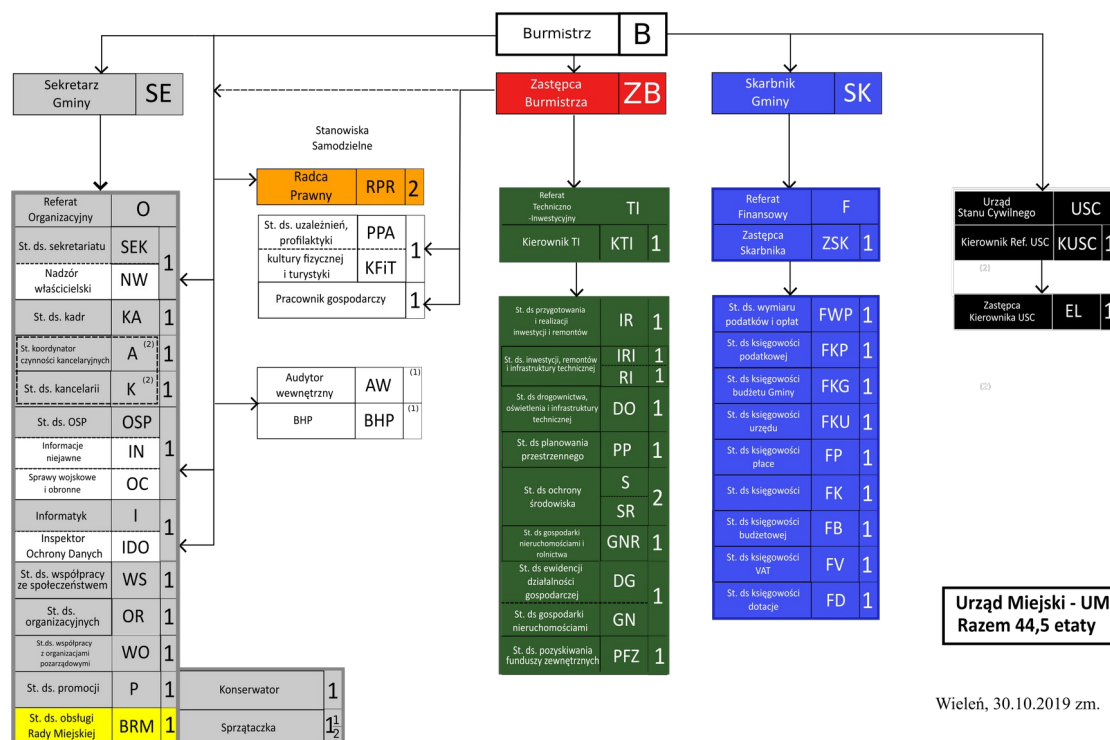 Burmistrz B
Sekretarz
Gminy
SE
Zastępca
Burmistrza
ZB
Skarbnik
Gminy
SK
Stanowiska
Samodzielne
Radca
Prawny
RPR 2
St. ds. uzależnień,
profilaktyki
PPA
kultury fizycznej
i turystyki
KFiT
1
Pracownik gospodarczy 1
Audytor
wewnętrzny
AW (1)
BHP BHP (1)
Referat
Organizacyjny
O
St. ds. sekretariatu SEK
Nadzór
właścicielski
NW
1
St. ds. kadr KA 1
St. koordynator
czynności kancelaryjnych
A (2) 1
St. ds. kancelarii K (2) 1
St. ds. OSP OSP
Informacje
niejawne
IN
Sprawy wojskowe
i obronne
OC
1
Informatyk I
Inspektor
Ochrony Danych
IDO
1
St. ds. współpracy
ze społeczeństwem
WS 1
St. ds.
organizacyjnych
OR 1
St.ds. współpracy
z organizacjami
pozarządowymi
WO 1
St. ds. promocji P 1
St. ds. obsługi
Rady Miejskiej
BRM 1
Konserwator 1
Sprzątaczka 1 1/2
Referat
Techniczno
-Inwestycyjny
TI
Kierownik TI KTI 1
St. ds przygotowania
i realizacji
inwestycji i remontów
IR 1
St. ds. inwestycji, remontów
i infrastruktury technicznej
IRI 1
RI 1
St. ds drogownictwa,
oświetlenia i infrastruktury
technicznej
DO 1
St. ds planowania
przestrzennego
PP 1
St. ds ochrony
środowiska
S
SR
2
St. ds gospodarki
nieruchomościami i
rolnictwa
GNR 1
St. ds ewidencji
działalności
gospodarczej
DG
St. ds gospodarki
nieruchomościami
GN
1
St. ds. pozyskiwania
funduszy zewnętrznych
PFZ 1
Referat
Finansowy
F
Zastępca
Skarbnika
ZSK 1
St. ds. wymiaru
podatków i opłat
FWP 1
St. ds księgowości
podatkowej
FKP 1
St. ds księgowości
budżetu Gminy
FKG 1
St. ds księgowości
urzędu
FKU 1
St. ds księgowości
płace
FP 1
St. ds księgowości FK 1
St. ds księgowości
budżetowej
FB 1
St. ds księgowości
VAT
FV 1
St. ds księgowości
dotacje
FD 1
Urząd
Stanu Cywilnego
USC
Kierownik Ref. USC KUSC 1
(2)
Zastępca
Kierownika USC
EL 1
(2)
Urząd Miejski - UM
Razem 44,5 etaty
Wieleń, 30.10.2019 zm.